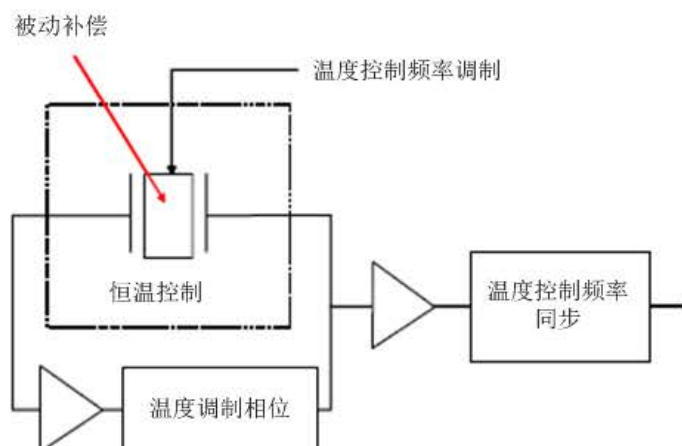 被动补偿
温度控制频率调制
恒温控制
温度控制频率
同步
温度调制相位